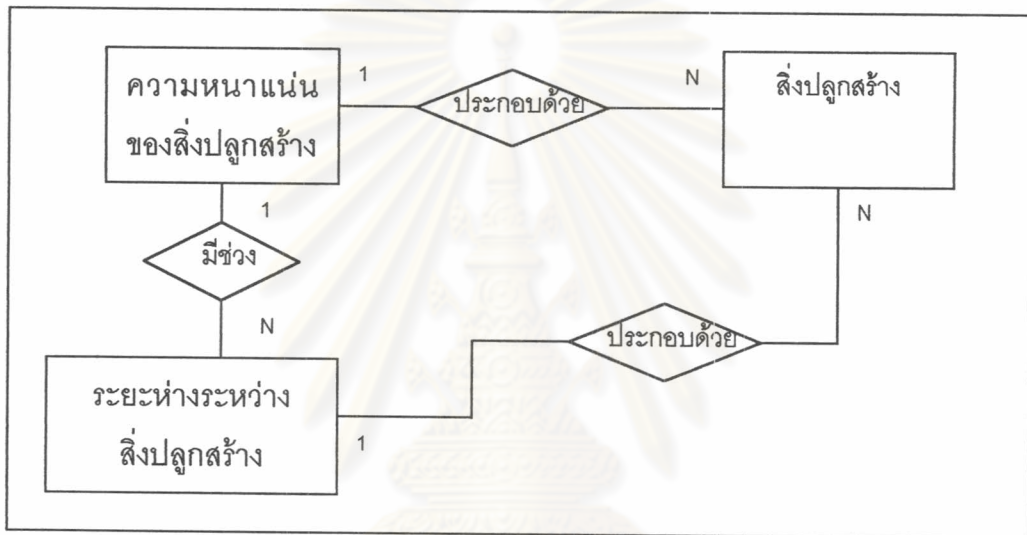 ความหนาแน่น
ของสิ่งปลูกสร้าง
1
ประกอบด้วย
N
สิ่งปลูกสร้าง
1
มีช่วง
N
N
ประกอบด้วย
ระยะห่างระหว่าง
สิ่งปลูกสร้าง
1